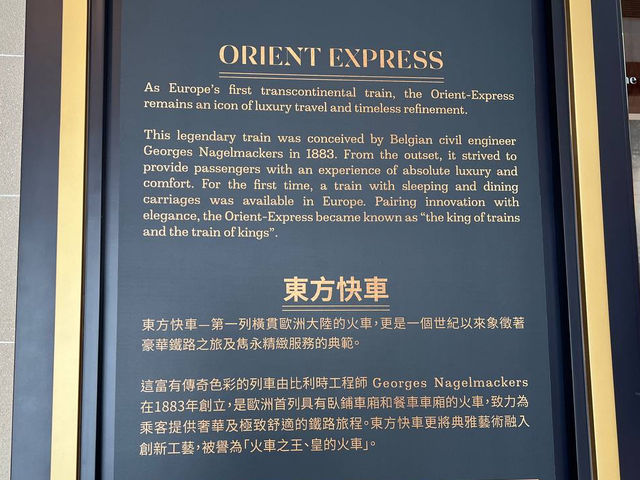 ORIENT EXPRESS
As Europe's first transcontinental train, the Orient-Express
remains an icon of luxury travel and timeless refinement.
This legendary train was conceived by Belgian civil engineer
Georges Nagelmackers in 1883. From the outset, it strived to
provide passengers with an experience of absolute luxury and
comfort. For the first time, a train with sleeping and dining
carriages was available in Europe. Pairing innovation with
elegance, the Orient-Express became known as "the king of trains
and the train of kings".
東方快車
東方快車—第一列橫貫歐洲大陸的火車,更是一個世紀以來象徵著
豪華鐵路之旅及雋永精緻服務的典範。
這富有傳奇色彩的列車由比利時工程師 Georges Nagelmackers
在1883年創立,是歐洲首列具有臥鋪車廂和餐車車廂的火車,致力為
乘客提供奢華及極致舒適的鐵路旅程。東方快車更將典雅藝術融入
創新工藝,被譽為「火車之王、皇的火車」。